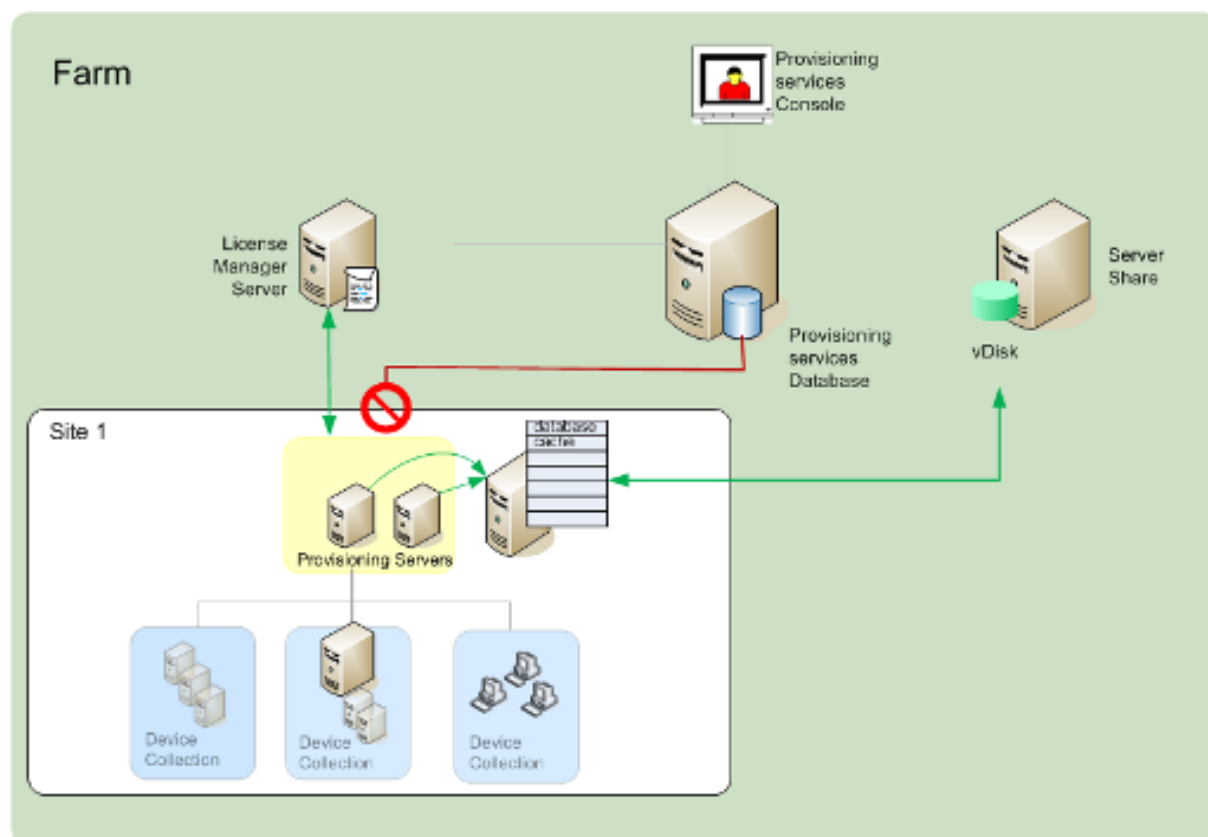 Farm
Provisioning
services
Console
License
Manager
Server
Server
Share
vDisk
Provisioning
services
Database
Site 1
database
cache
Provisioning Servers
Device
Collection
Device
Collection
Device
Collection